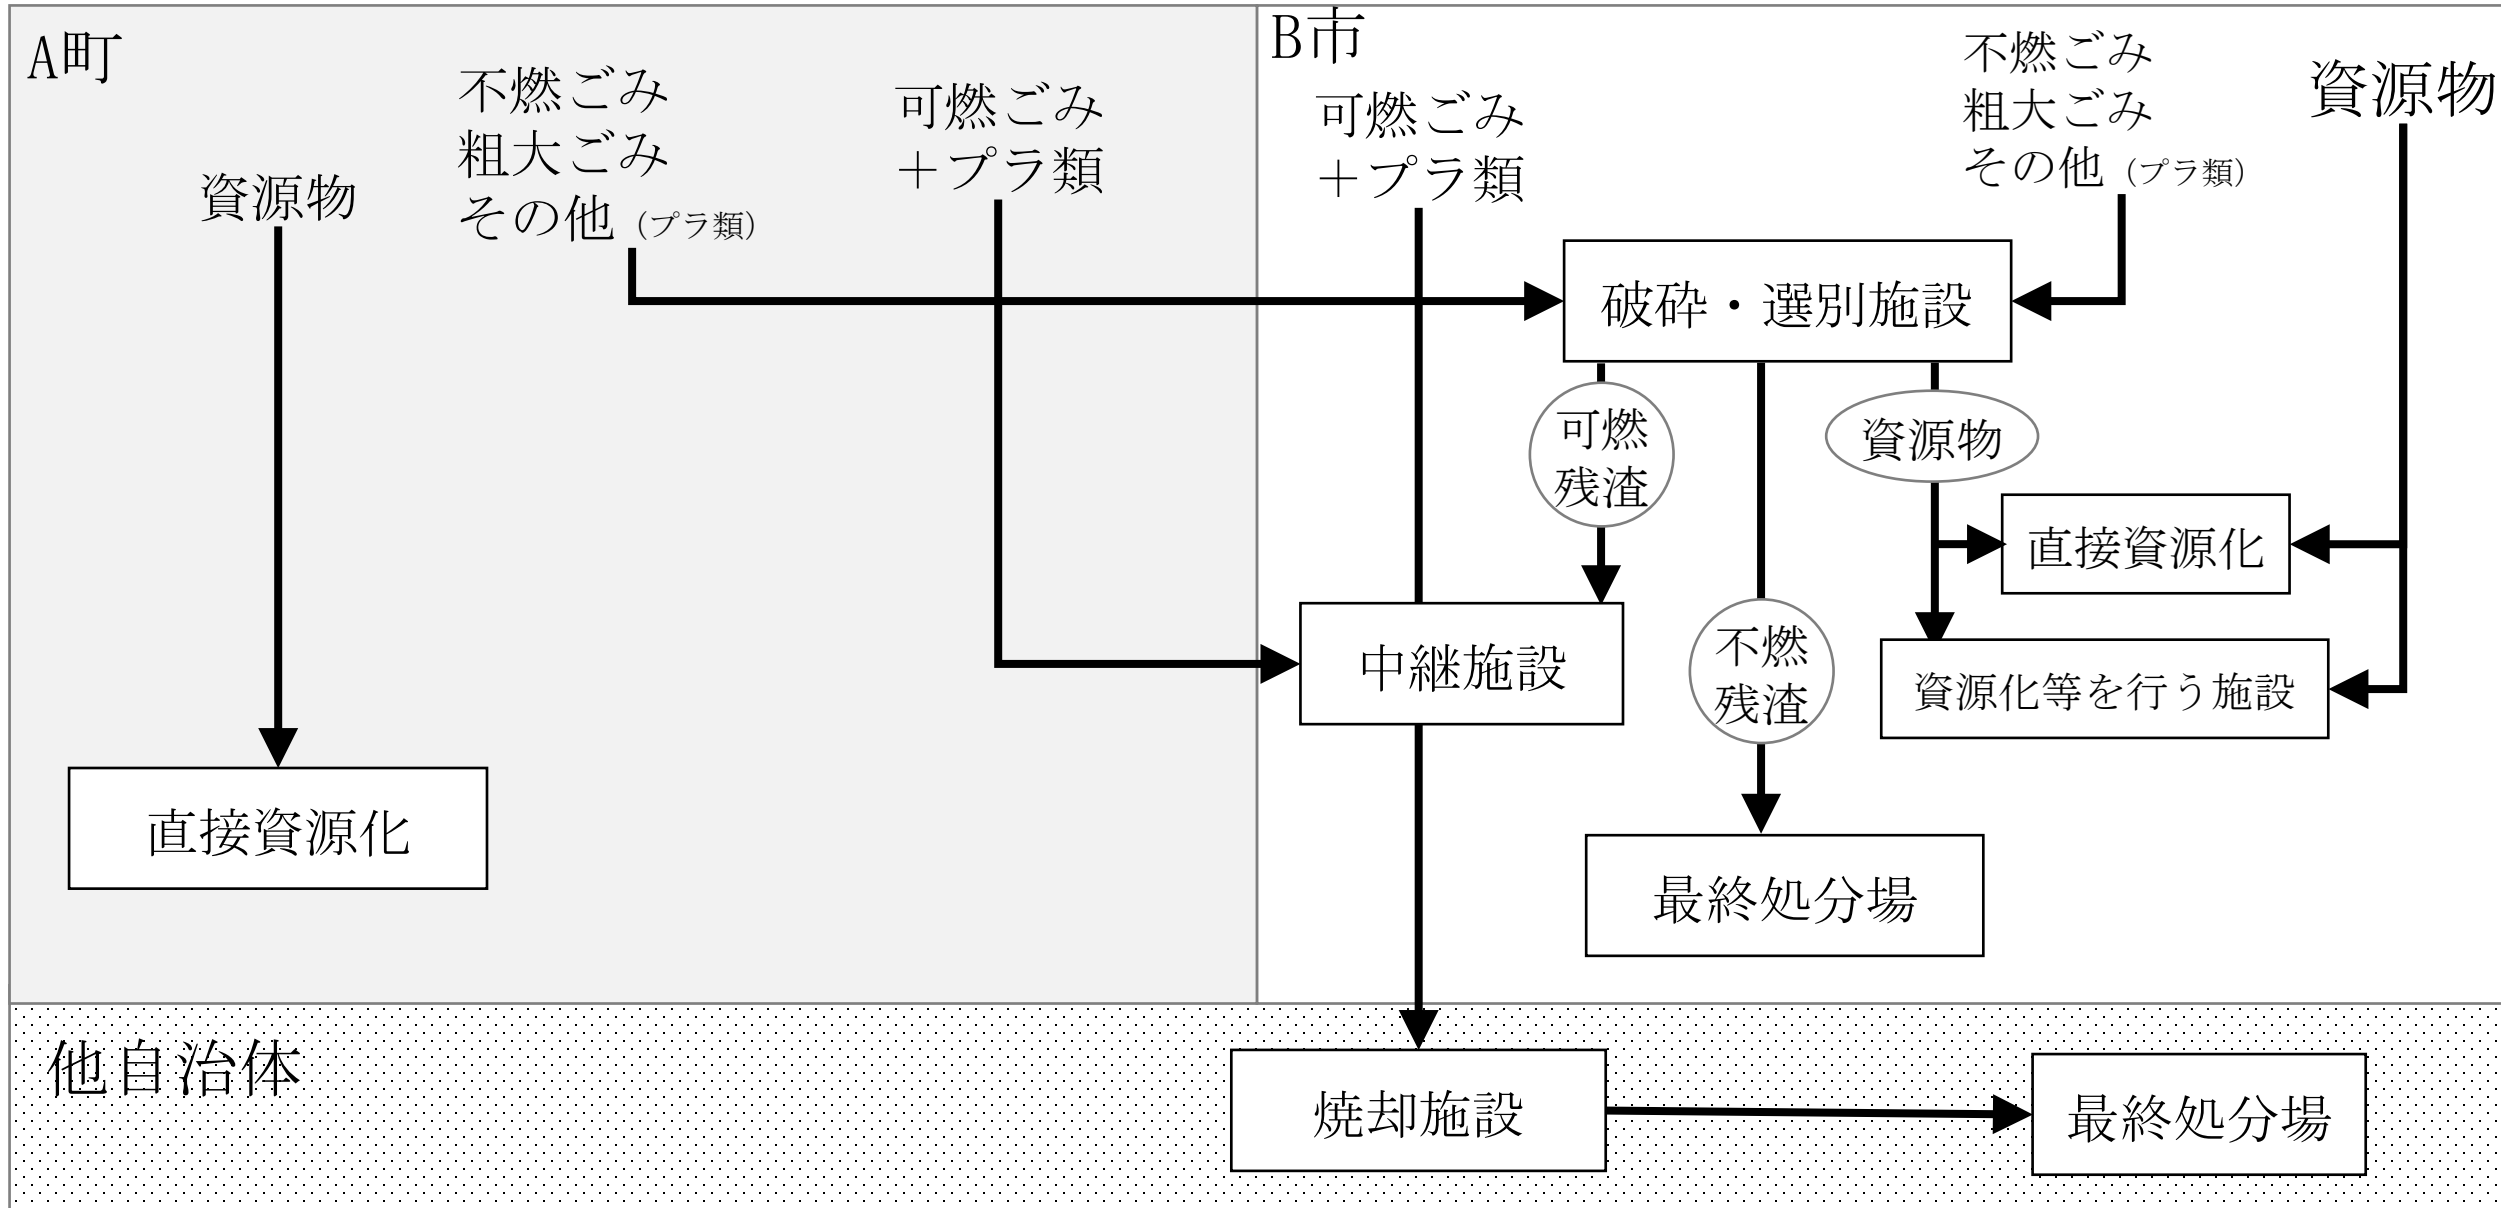 A町
資源物
不燃ごみ
粗大ごみ
その他（プラ類）
可燃ごみ
＋プラ類
直接資源化
B市
可燃ごみ
＋プラ類
不燃ごみ
粗大ごみ
その他（プラ類）
資源物
破砕・選別施設
可燃
残渣
資源物
直接資源化
中継施設
不燃
残渣
資源化等を行う施設
最終処分場
他自治体
焼却施設
最終処分場